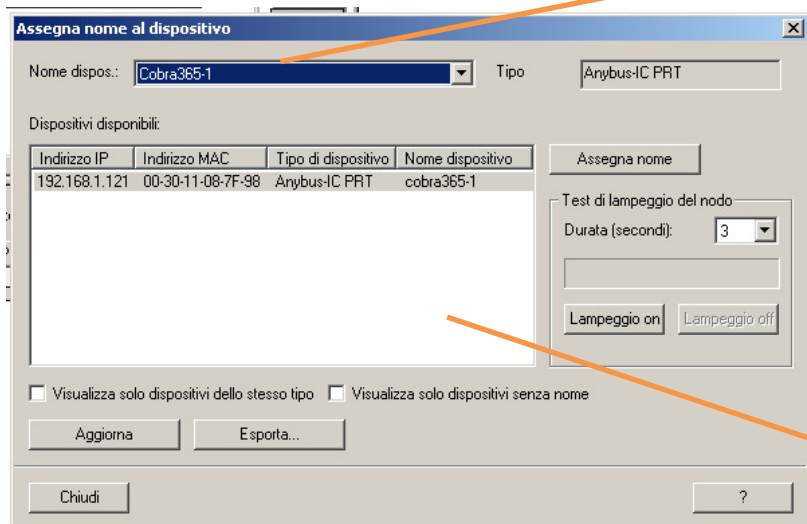 Assegna nome al dispositivo
Nome dispos.: Cobra365-1 Tipo Anybus-IC PRT
Dispositivi disponibili:
Indirizzo IP Indirizzo MAC Tipo di dispositivo Nome dispositivo
192.168.1.121 00-30-11-08-7F-98 Anybus-IC PRT cobra365-1
Assegna nome
Test di lampeggio del nodo
Durata (secondi): 3
Lampeggio on Lampeggio off
Visualizza solo dispositivi dello stesso tipo Visualizza solo dispositivi senza nome
Aggiorna Esporta...
Chiudi ?